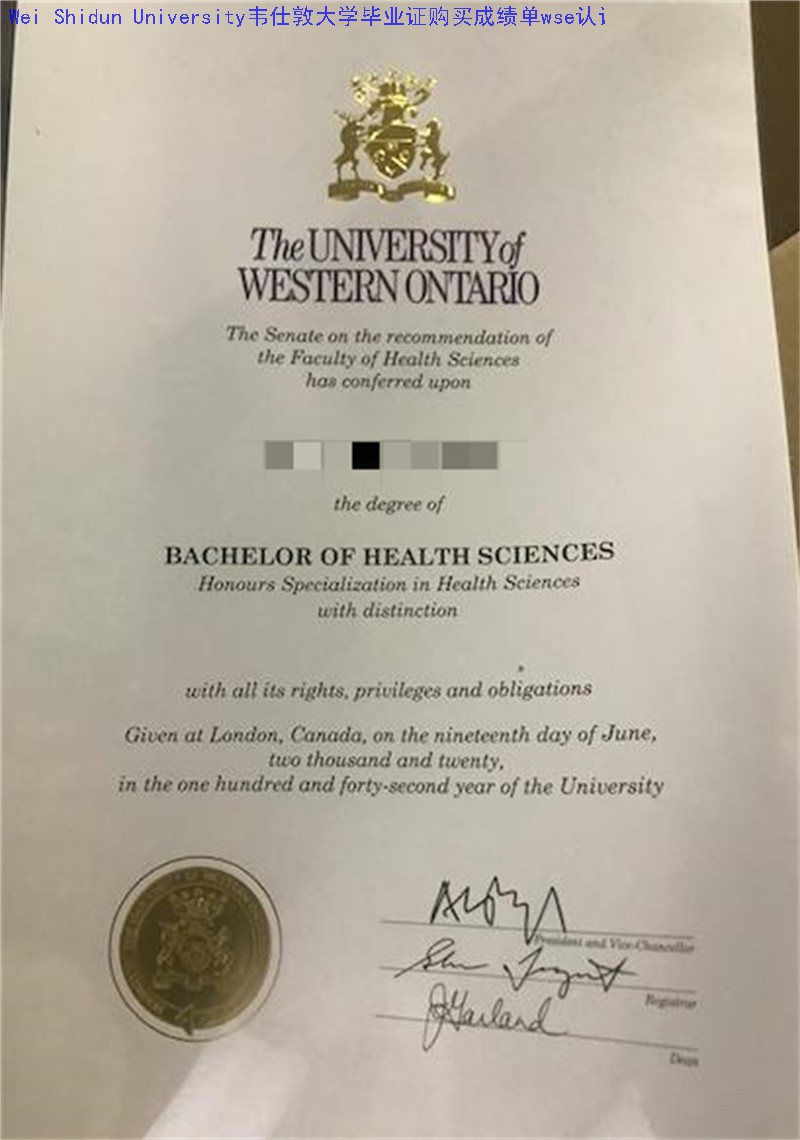 Wei Shidun University韦仕敦大学毕业证购买成绩单wse认
The UNIVERSITY of
WESTERN ONTARIO
The Senate on the recommendation of
the Faculty of Health Sciences
has conferred upon
the degree of
BACHELOR OF HEALTH SCIENCES
Honours Specialization in Health Sciences
with distinction
with all its rights, privileges and obligations
Given at London, Canada, on the nineteenth day of June,
two thousand and twenty,
in the one hundred and forty-second year of the University
President and Vice-Chancellor
Registrar
JGarland
Dean